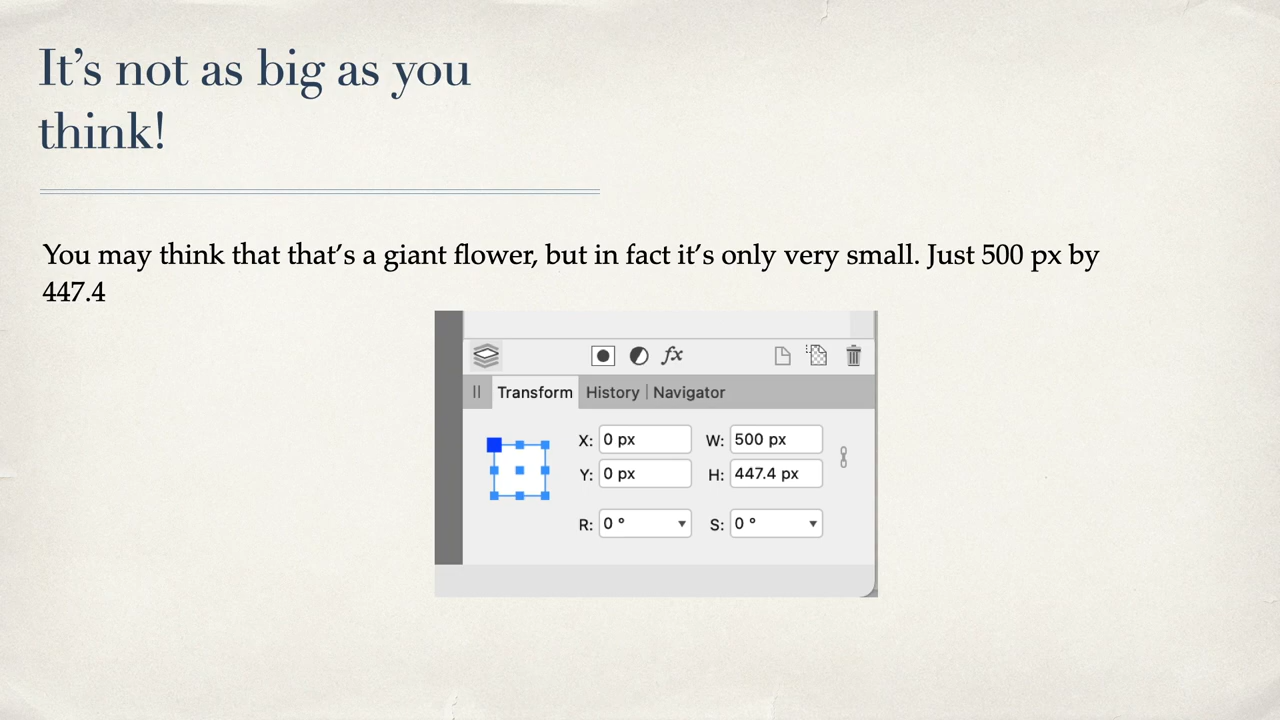 It’s not as big as you
think!
You may think that that’s a giant flower, but in fact it’s only very small. Just 500 px by
447.4
fx
Transform History | Navigator
X: 0 px W: 500 px
Y: 0 px H: 447.4 px
R: 0 ° S: 0 °